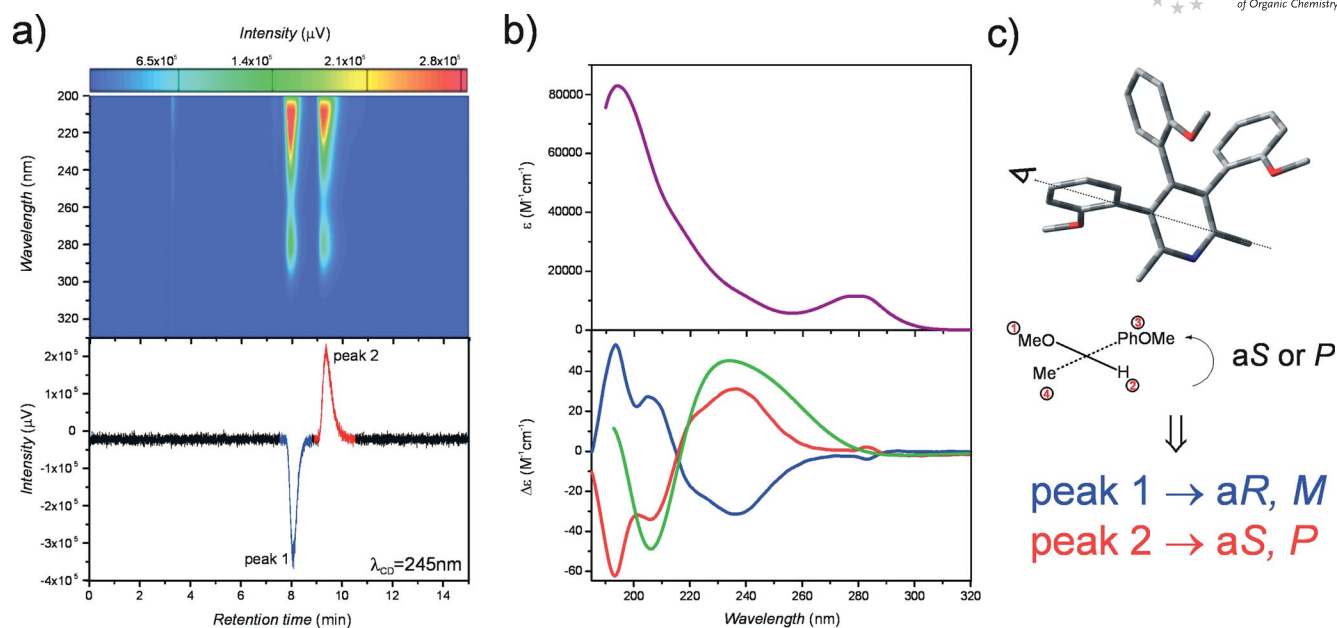 of Organic Chemistry
a)
Intensity (µV)
6.5x10⁵ 1.4x10⁵ 2.1x10⁵ 2.8x10⁵
Wavelength (nm)
200
220
240
260
280
300
320
Intensity (µV)
2x10⁵
1x10⁵
0
-1x10⁵
-2x10⁵
-3x10⁵
-4x10⁵
peak 2
peak 1
λCD=245nm
0 2 4 6 8 10 12 14
Retention time (min)
b)
ε (M⁻¹cm⁻¹)
80000
60000
40000
20000
0
Δε (M⁻¹cm⁻¹)
40
20
0
-20
-40
-60
200 220 240 260 280 300 320
Wavelength (nm)
c)
1 MeO
3 PhOMe
Me 4
H 2
aS or P
⇓
peak 1 → aR, M
peak 2 → aS, P